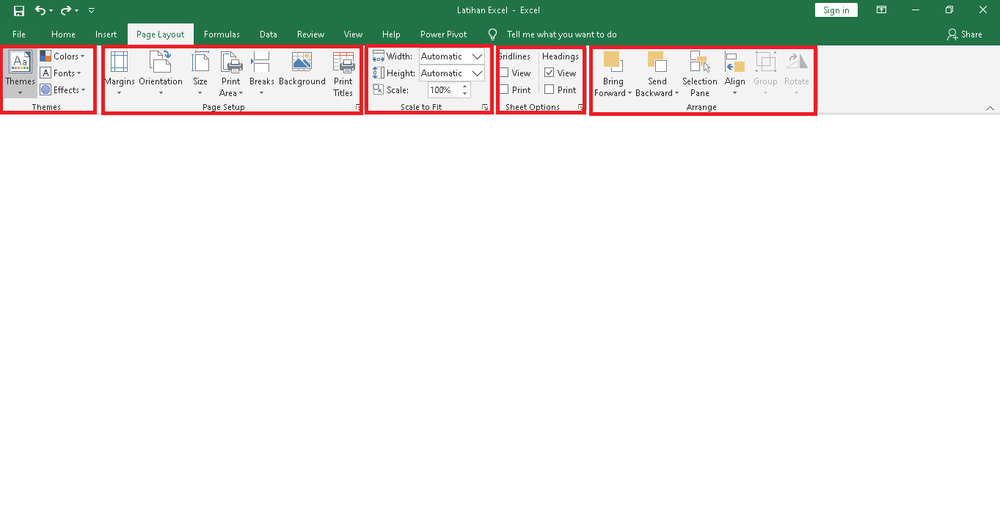 Latihan Excel - Excel
Sign in
File Home Insert Page Layout Formulas Data Review View Help Power Pivot Tell me what you want to do Share
Themes
Colors
Fonts
Effects
Themes
Margins
Orientation
Size
Print Area
Breaks
Background
Print Titles
Page Setup
Width: Automatic
Height: Automatic
Scale: 100%
Scale to Fit
Gridlines Headings
View View
Print Print
Sheet Options
Bring Forward
Send Backward
Selection Pane
Align
Group
Rotate
Arrange